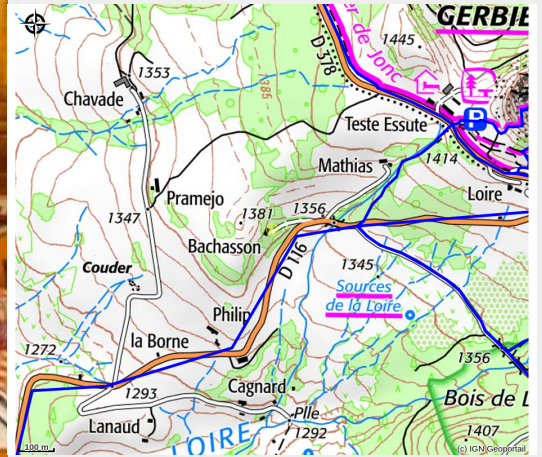 GERBIE
er de Jonc
1445
D 378
1353
1385
Chavade
Teste Essute
Mathias
1414
Pramejo
Loire
1347
1381
1356
Bachasson
D 116
1345
Couder
Sources
de la Loire
Philip
1272
la Borne
1356
1293
Cagnard
Bois de L
Plle
Lanaud
1292
LOIRE
1407
100 m
(c) IGN Geoportail
P